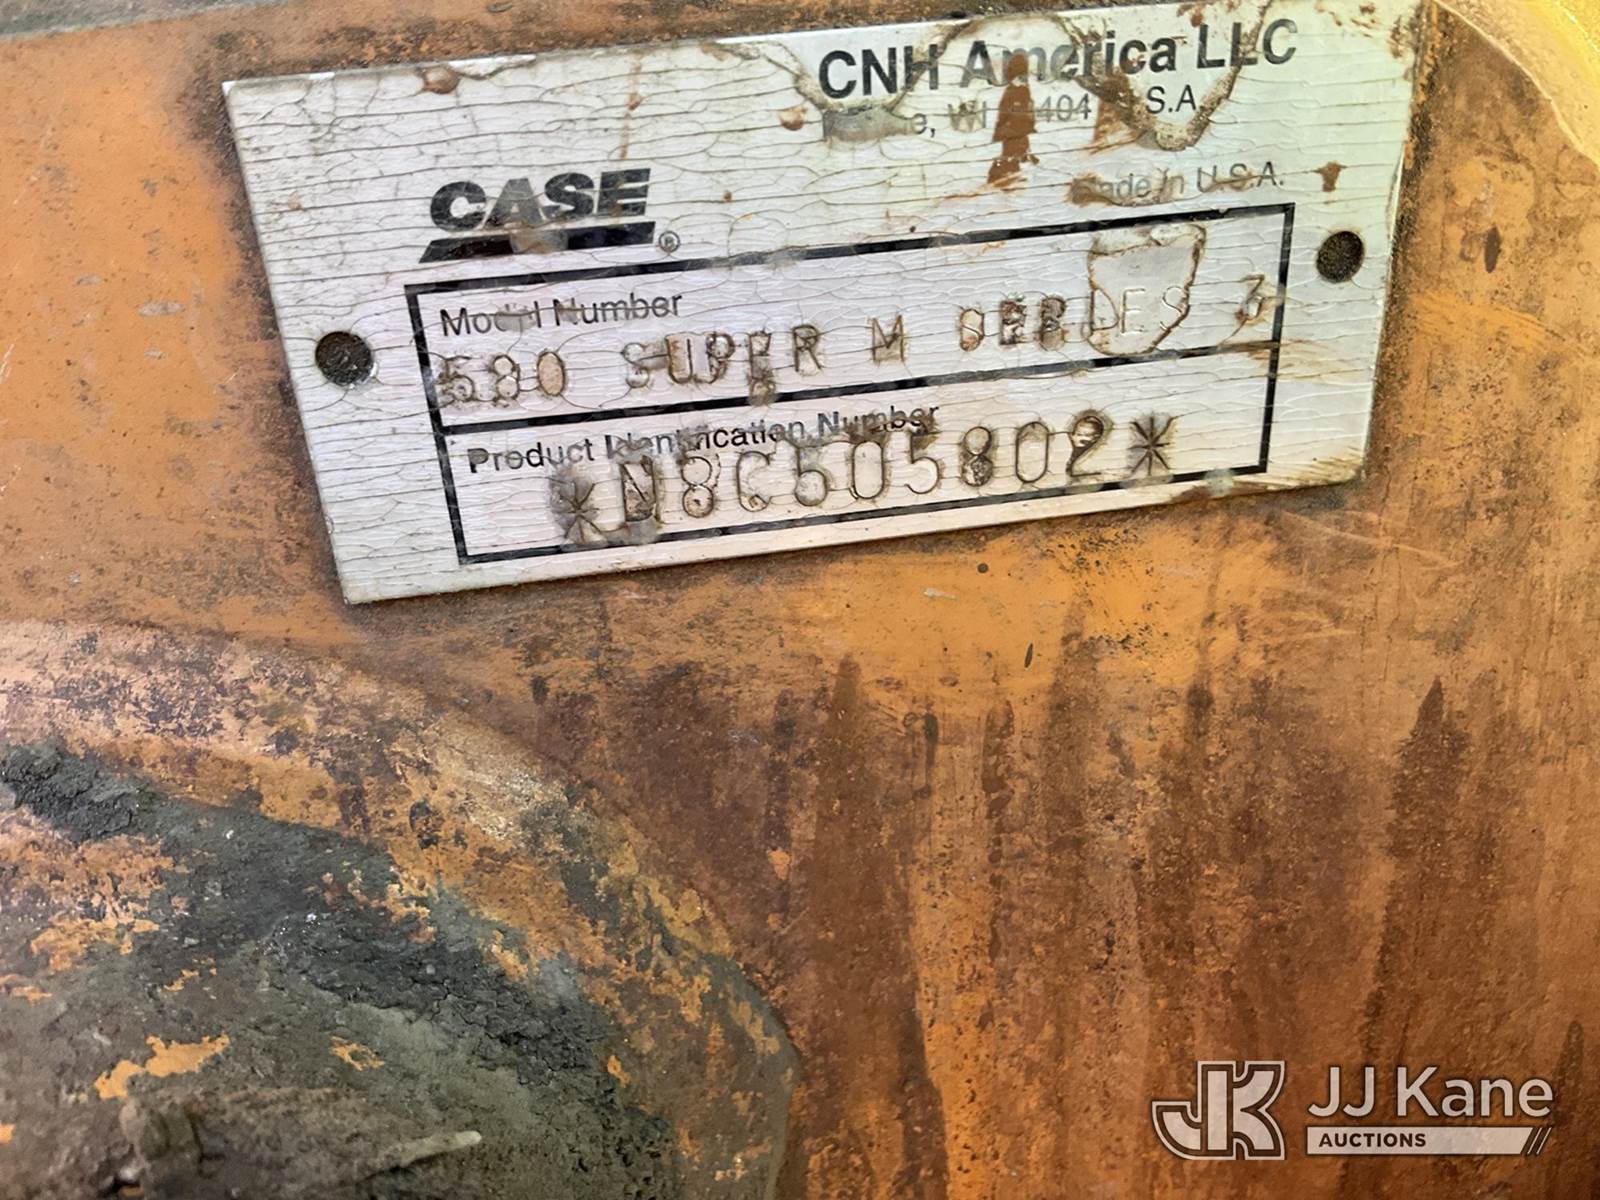 CNH America LLC
WI 404 S.A.
Made in U.S.A.
CASE®
Model Number
580 SUPER M SERIES 3
Product Identification Number
*N8C505802*
JK JJ Kane
AUCTIONS